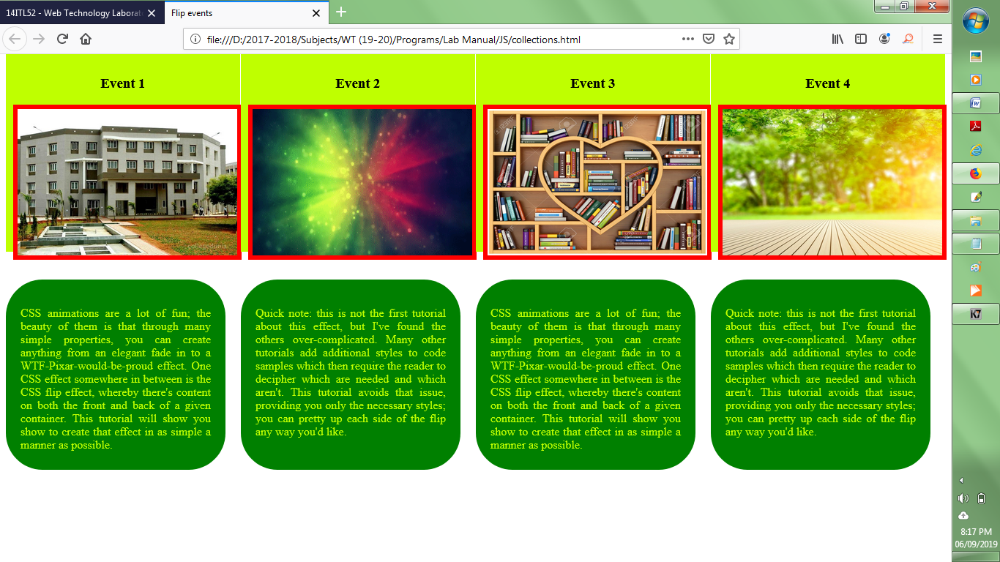 14ITL52 - Web Technology Laborat
Flip events
file:///D:/2017-2018/Subjects/WT (19-20)/Programs/Lab Manual/JS/collections.html
Event 1
Event 2
Event 3
Event 4
collegedunia
123RF
CSS animations are a lot of fun; the
beauty of them is that through many
simple properties, you can create
anything from an elegant fade in to a
WTF-Pixar-would-be-proud effect. One
CSS effect somewhere in between is the
CSS flip effect, whereby there's content
on both the front and back of a given
container. This tutorial will show you
show to create that effect in as simple a
manner as possible.
Quick note: this is not the first tutorial
about this effect, but I've found the
others over-complicated. Many other
tutorials add additional styles to code
samples which then require the reader to
decipher which are needed and which
aren't. This tutorial avoids that issue,
providing you only the necessary styles;
you can pretty up each side of the flip
any way you'd like.
CSS animations are a lot of fun; the
beauty of them is that through many
simple properties, you can create
anything from an elegant fade in to a
WTF-Pixar-would-be-proud effect. One
CSS effect somewhere in between is the
CSS flip effect, whereby there's content
on both the front and back of a given
container. This tutorial will show you
show to create that effect in as simple a
manner as possible.
Quick note: this is not the first tutorial
about this effect, but I've found the
others over-complicated. Many other
tutorials add additional styles to code
samples which then require the reader to
decipher which are needed and which
aren't. This tutorial avoids that issue,
providing you only the necessary styles;
you can pretty up each side of the flip
any way you'd like.
K7
8:17 PM
06/09/2019